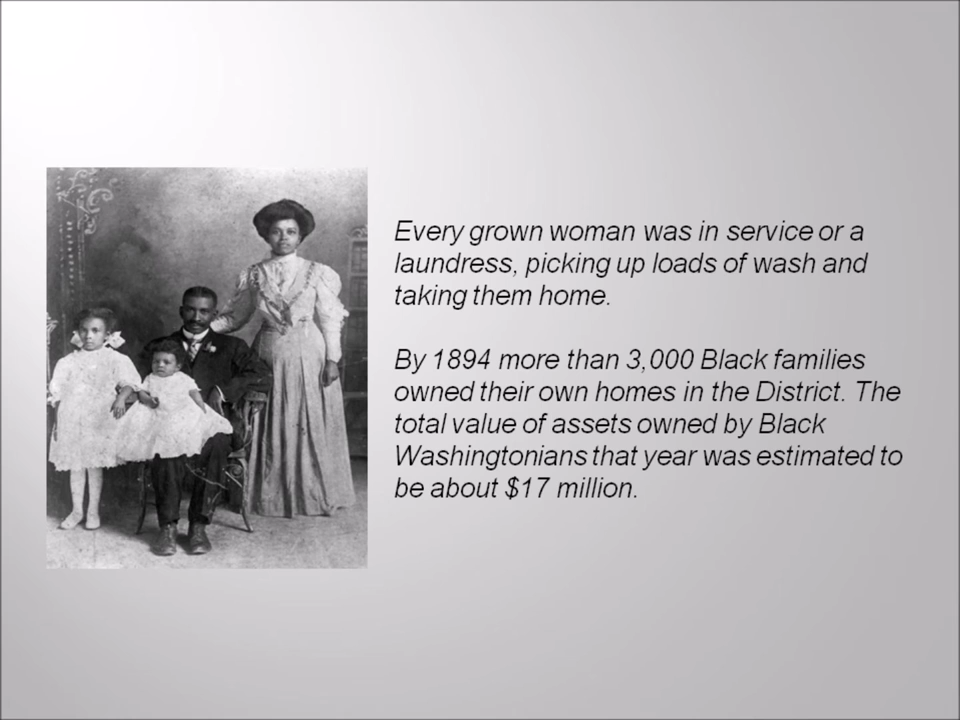 Every grown woman was in service or a
laundress, picking up loads of wash and
taking them home.
By 1894 more than 3,000 Black families
owned their own homes in the District. The
total value of assets owned by Black
Washingtonians that year was estimated to
be about $17 million.